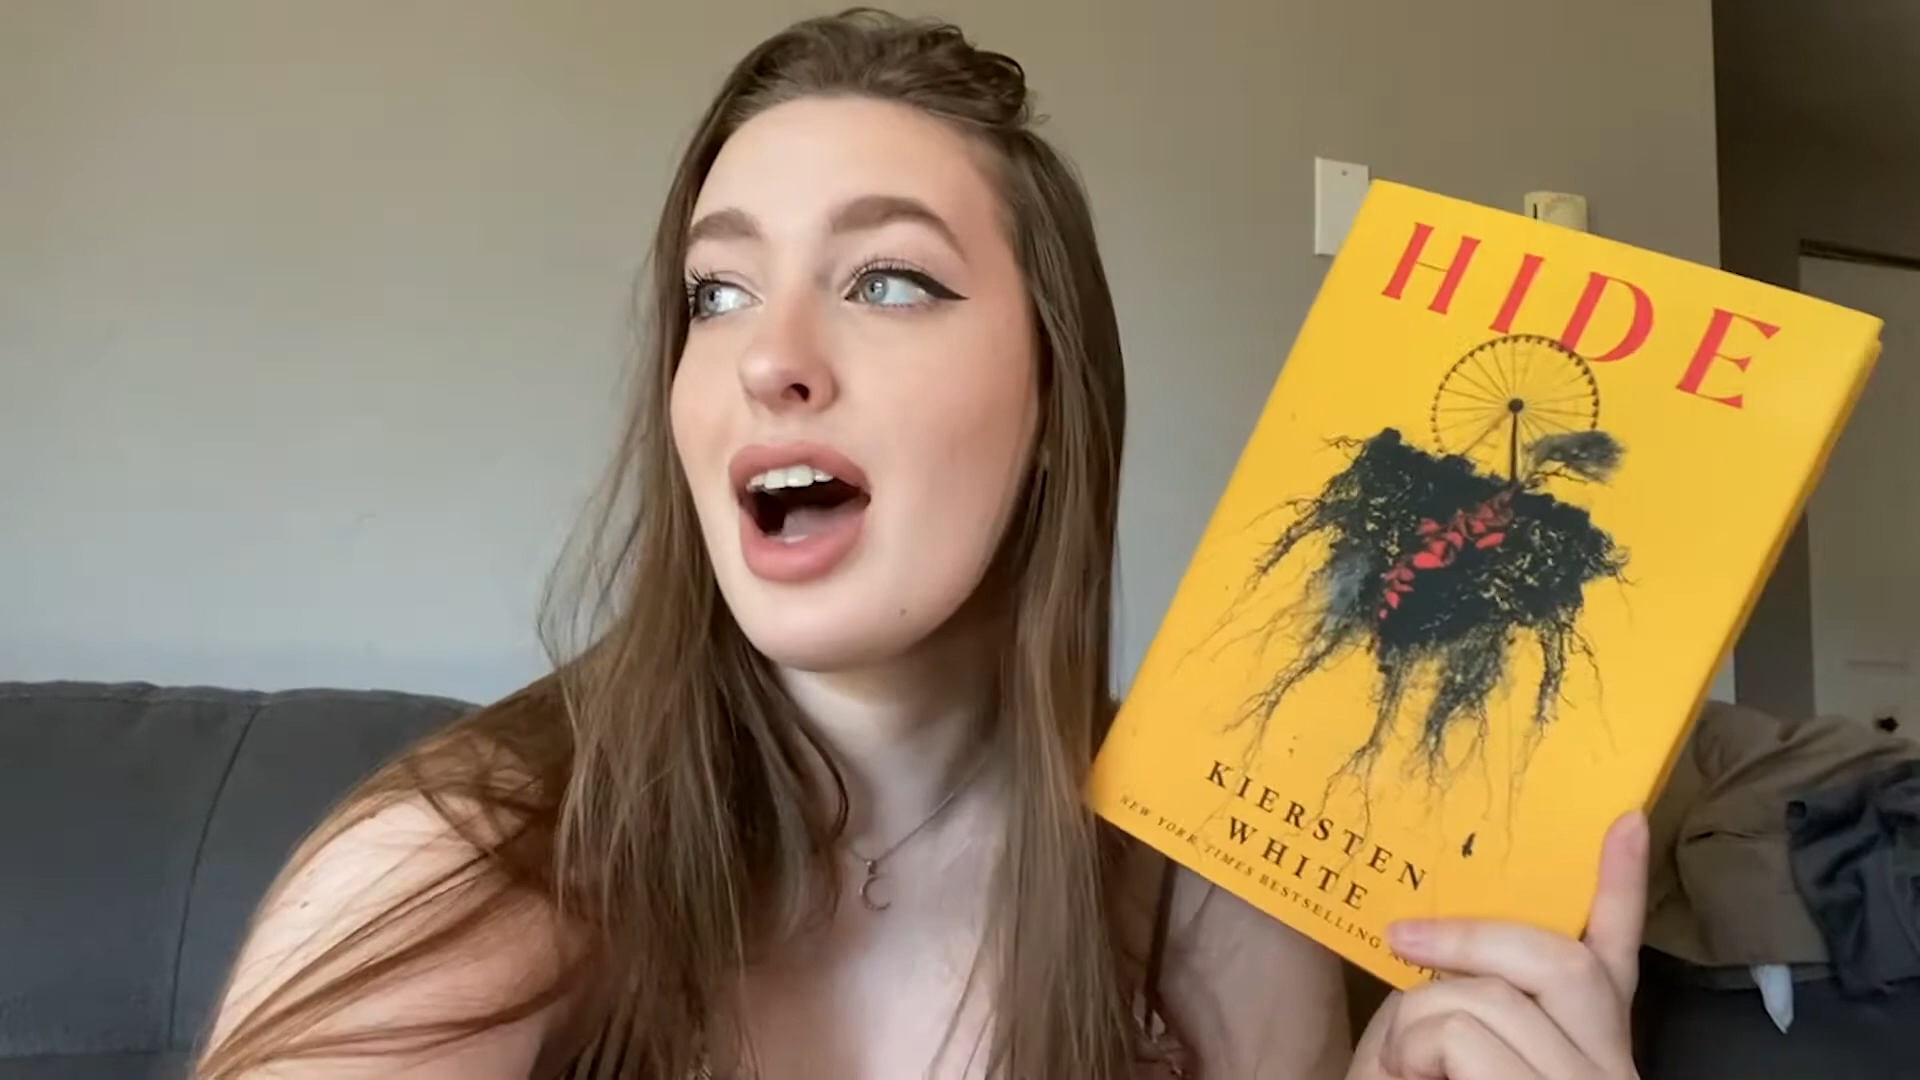 HIDE
KIERSTEN
WHITE
NEW YORK TIMES BESTSELLING